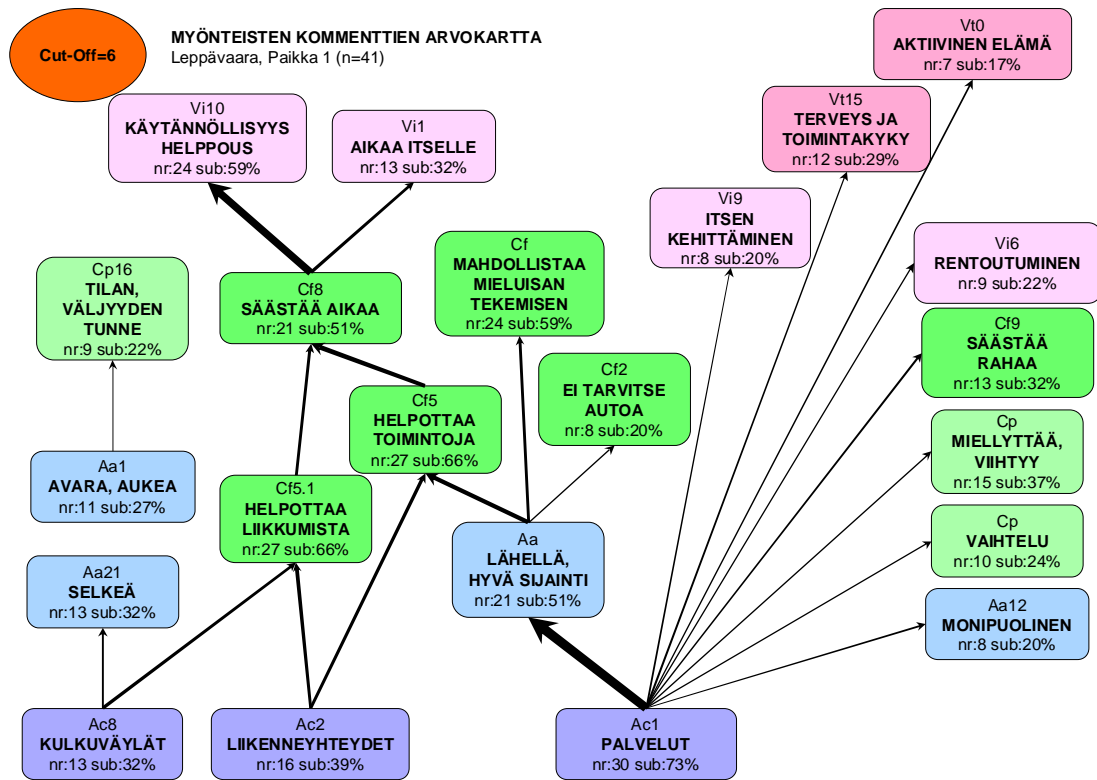 Cut-Off=6
MYÖNTEISTEN KOMMENTTIEN ARVOKARTTA
Leppävaara, Paikka 1 (n=41)
Vt0
AKTIIVINEN ELÄMÄ
nr:7 sub:17%
Vi10
KÄYTÄNNÖLLISYYS
HELPPOUS
nr:24 sub:59%
Vi1
AIKAA ITSELLE
nr:13 sub:32%
Vt15
TERVEYS JA
TOIMINTAKYKY
nr:12 sub:29%
Vi9
ITSEN
KEHITTÄMINEN
nr:8 sub:20%
Vi6
RENTOUTUMINEN
nr:9 sub:22%
Cp16
TILAN,
VÄLJYYDEN
TUNNE
nr:9 sub:22%
Cf8
SÄÄSTÄÄ AIKAA
nr:21 sub:51%
Cf
MAHDOLLISTAA
MIELUISAN
TEKEMISEN
nr:24 sub:59%
Cf9
SÄÄSTÄÄ
RAHAA
nr:13 sub:32%
Cf2
EI TARVITSE
AUTOA
nr:8 sub:20%
Cf5
HELPOTTAA
TOIMINTOJA
nr:27 sub:66%
Cp
MIELLYTTÄÄ,
VIIHTYY
nr:15 sub:37%
Aa1
AVARA, AUKEA
nr:11 sub:27%
Cf5.1
HELPOTTAA
LIIKKUMISTA
nr:27 sub:66%
Cp
VAIHTELU
nr:10 sub:24%
Aa
LÄHELLÄ,
HYVÄ SIJAINTI
nr:21 sub:51%
Aa21
SELKEÄ
nr:13 sub:32%
Aa12
MONIPUOLINEN
nr:8 sub:20%
Ac8
KULKUVÄYLÄT
nr:13 sub:32%
Ac2
LIIKENNEYHTEYDET
nr:16 sub:39%
Ac1
PALVELUT
nr:30 sub:73%